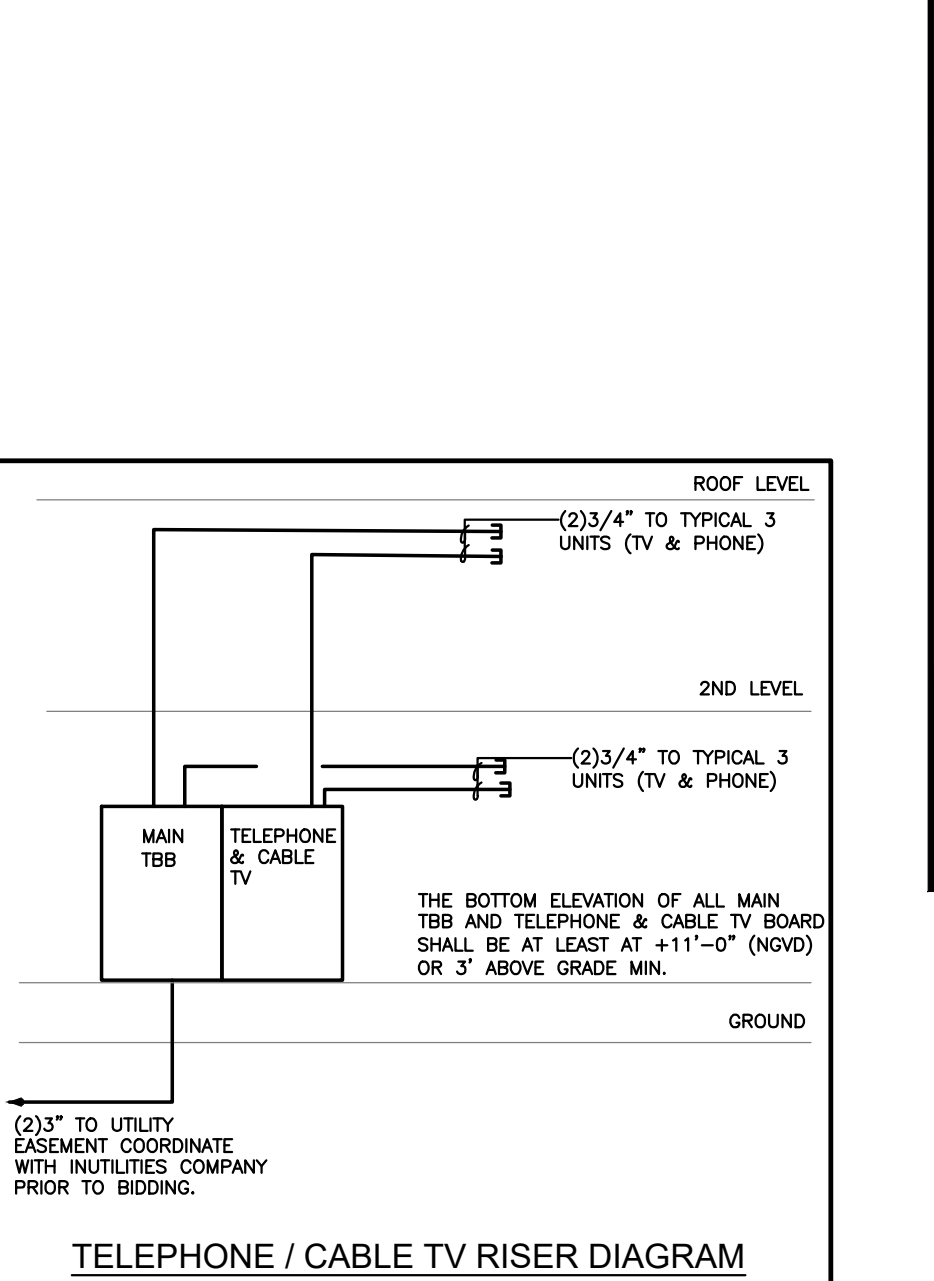 ROOF LEVEL
(2)3/4" TO TYPICAL 3
UNITS (TV & PHONE)
2ND LEVEL
(2)3/4" TO TYPICAL 3
UNITS (TV & PHONE)
MAIN
TBB
TELEPHONE
& CABLE
TV
THE BOTTOM ELEVATION OF ALL MAIN
TBB AND TELEPHONE & CABLE TV BOARD
SHALL BE AT LEAST AT +11'-0" (NGVD)
OR 3' ABOVE GRADE MIN.
GROUND
(2)3" TO UTILITY
EASEMENT COORDINATE
WITH INUTILITIES COMPANY
PRIOR TO BIDDING.
TELEPHONE / CABLE TV RISER DIAGRAM